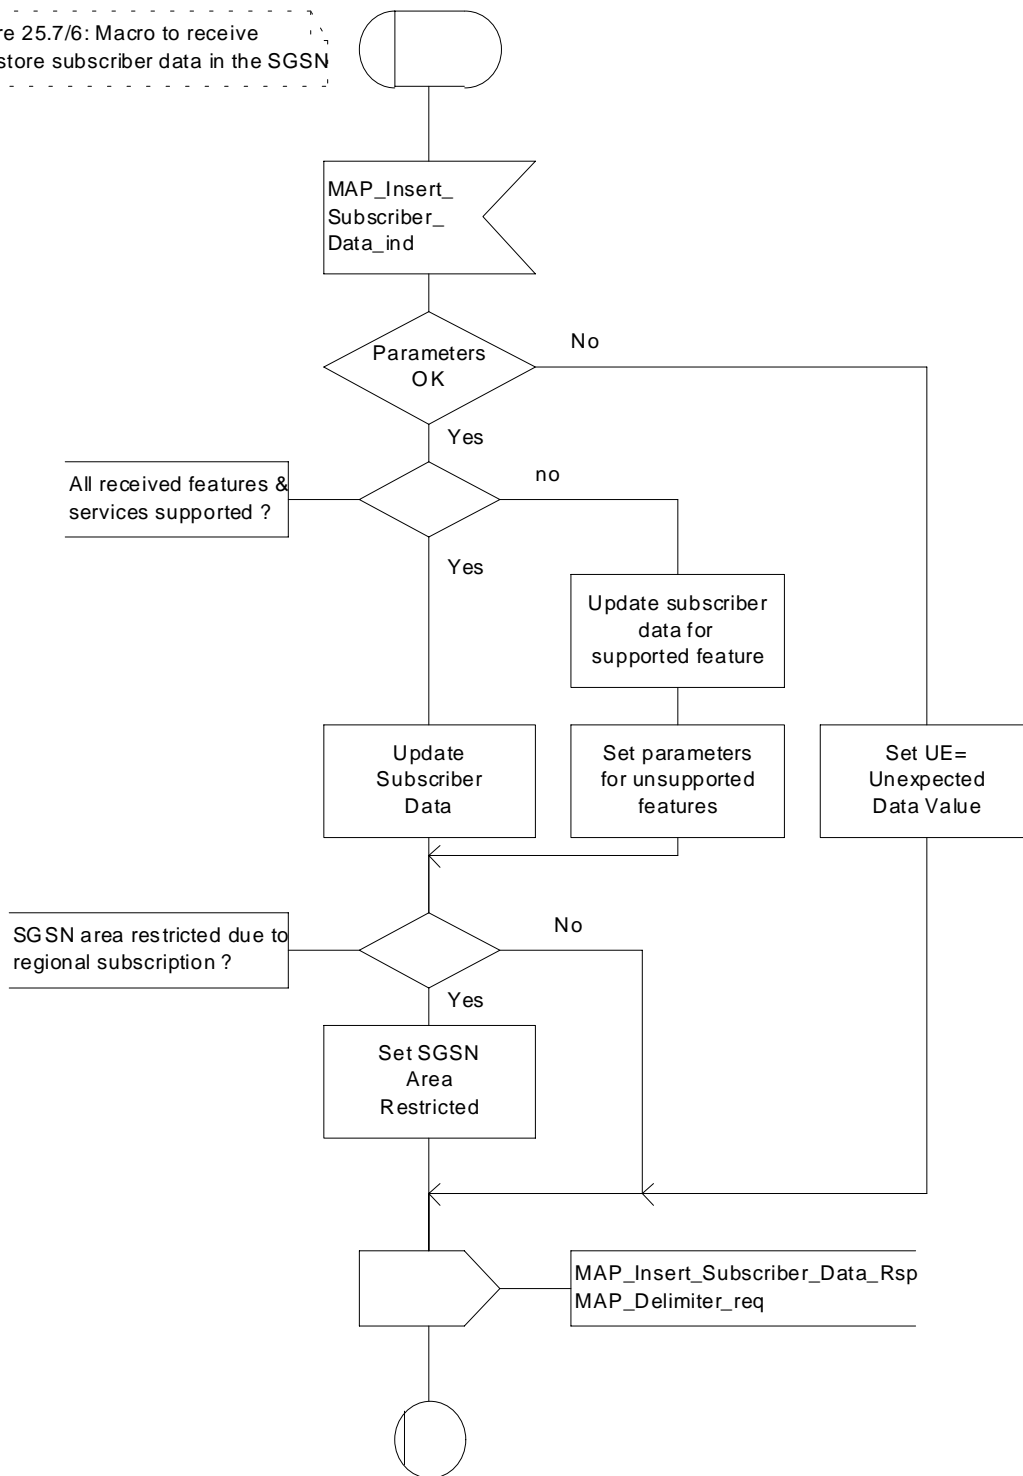 25.7/6: Macro to receive
store subscriber data in the SGSN
MAP_Insert_
Subscriber_
Data_ind
Parameters
OK
No
Yes
All received features &
services supported ?
no
Yes
Update subscriber
data for
supported feature
Update
Subscriber
Data
Set parameters
for unsupported
features
Set UE=
Unexpected
Data Value
SGSN area restricted due to
regional subscription ?
No
Yes
Set SGSN
Area
Restricted
MAP_Insert_Subscriber_Data_Rsp
MAP_Delimiter_req